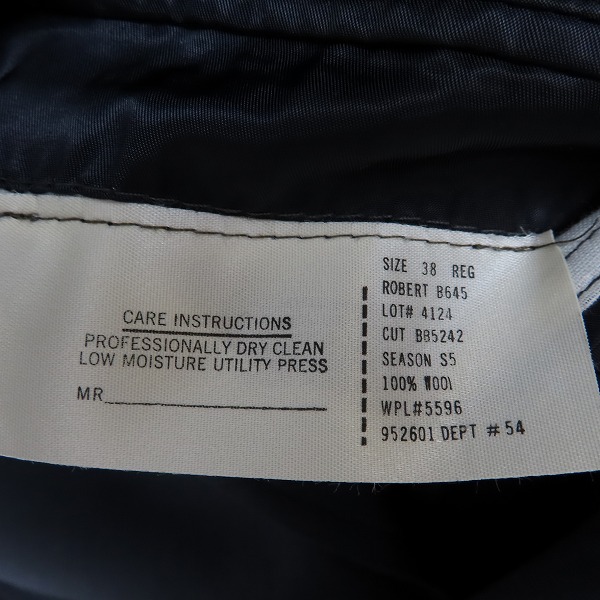 CARE INSTRUCTIONS
PROFESSIONALLY DRY CLEAN
LOW MOISTURE UTILITY PRESS
MR
SIZE 38 REG
ROBERT B645
LOT# 4124
CUT BB5242
SEASON S5
100% WOOL
WPL#5596
952601 DEPT #54